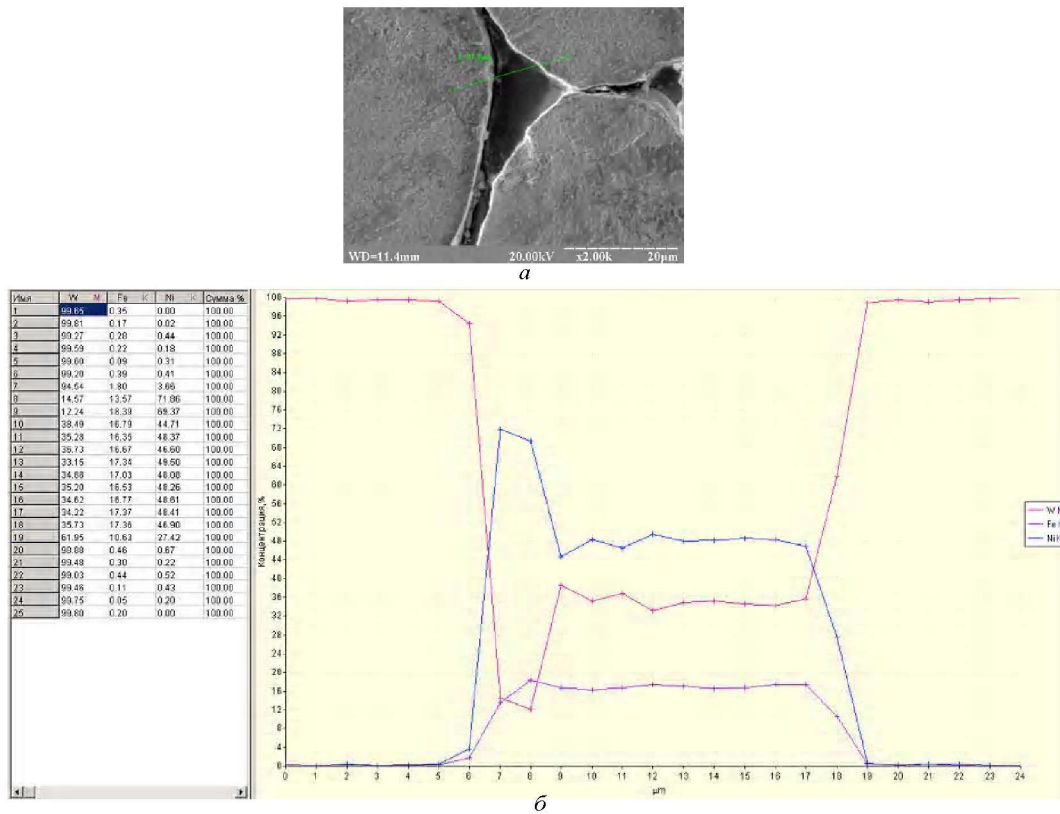 WD=11.4mm 20.00kV x2.00k 20μm
а
Имя W M Fe K Ni K Сумма %
1 99.65 0.35 0.00 100.00
2 99.81 0.17 0.02 100.00
3 99.27 0.28 0.44 100.00
4 99.59 0.22 0.18 100.00
5 99.60 0.09 0.31 100.00
6 99.20 0.39 0.41 100.00
7 94.54 1.80 3.66 100.00
8 14.57 13.57 71.86 100.00
9 12.24 18.39 69.37 100.00
10 38.49 16.79 44.71 100.00
11 35.28 16.35 48.37 100.00
12 36.73 16.67 46.60 100.00
13 33.15 17.34 49.50 100.00
14 34.88 17.03 48.08 100.00
15 35.20 16.53 48.26 100.00
16 34.62 16.77 48.61 100.00
17 34.22 17.37 48.41 100.00
18 35.73 17.36 46.90 100.00
19 61.95 10.63 27.42 100.00
20 98.88 0.46 0.67 100.00
21 99.48 0.30 0.22 100.00
22 99.03 0.44 0.52 100.00
23 99.46 0.11 0.43 100.00
24 99.75 0.05 0.20 100.00
25 99.80 0.20 0.00 100.00
Концентрация,%
100
96
92
88
84
80
76
72
68
64
60
56
52
48
44
40
36
32
28
24
20
16
12
8
4
0
0 1 2 3 4 5 6 7 8 9 10 11 12 13 14 15 16 17 18 19 20 21 22 23 24
μm
W
Fe
Ni
б